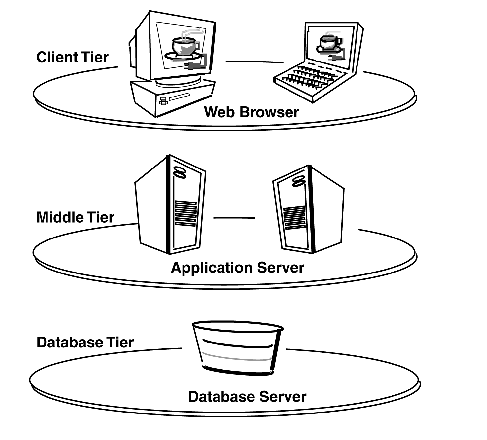 Client Tier
Web Browser
Middle Tier
Application Server
Database Tier
Database Server